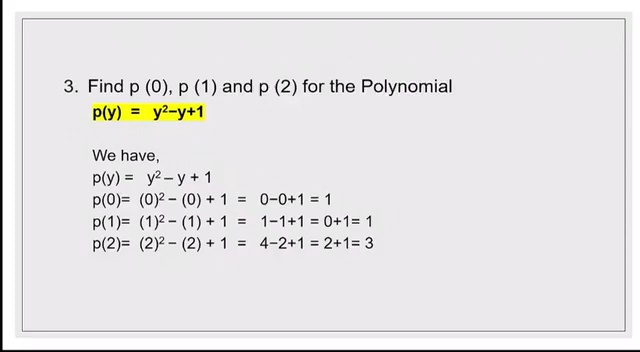 3. Find p (0), p (1) and p (2) for the Polynomial
p(y) = y²−y+1
We have,
p(y) = y² – y + 1
p(0)= (0)² − (0) + 1 = 0−0+1 = 1
p(1)= (1)² − (1) + 1 = 1−1+1 = 0+1= 1
p(2)= (2)² − (2) + 1 = 4−2+1 = 2+1= 3